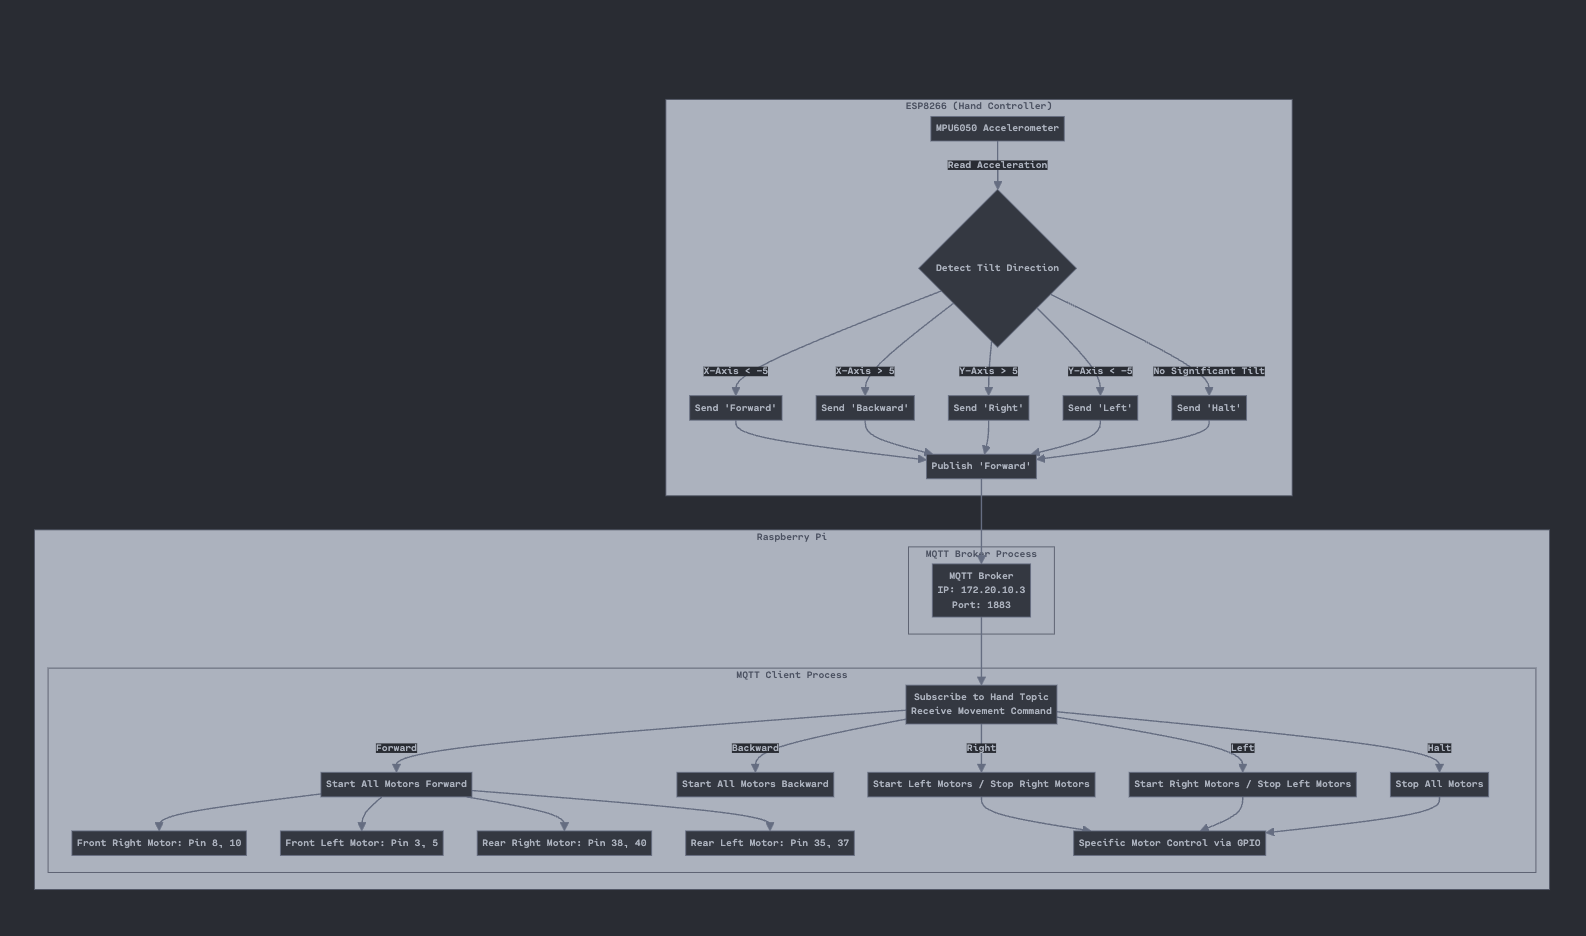 ESP8266 (Hand Controller)
MPU6050 Accelerometer
Read Acceleration
Detect Tilt Direction
X-Axis < -5
X-Axis > 5
Y-Axis > 5
Y-Axis < -5
No Significant Tilt
Send 'Forward'
Send 'Backward'
Send 'Right'
Send 'Left'
Send 'Halt'
Publish 'Forward'
Raspberry Pi
MQTT Broker Process
MQTT Broker
IP: 172.20.10.3
Port: 1883
MQTT Client Process
Subscribe to Hand Topic
Receive Movement Command
Forward
Backward
Right
Left
Halt
Start All Motors Forward
Start All Motors Backward
Start Left Motors / Stop Right Motors
Start Right Motors / Stop Left Motors
Stop All Motors
Front Right Motor: Pin 8, 10
Front Left Motor: Pin 3, 5
Rear Right Motor: Pin 38, 40
Rear Left Motor: Pin 35, 37
Specific Motor Control via GPIO